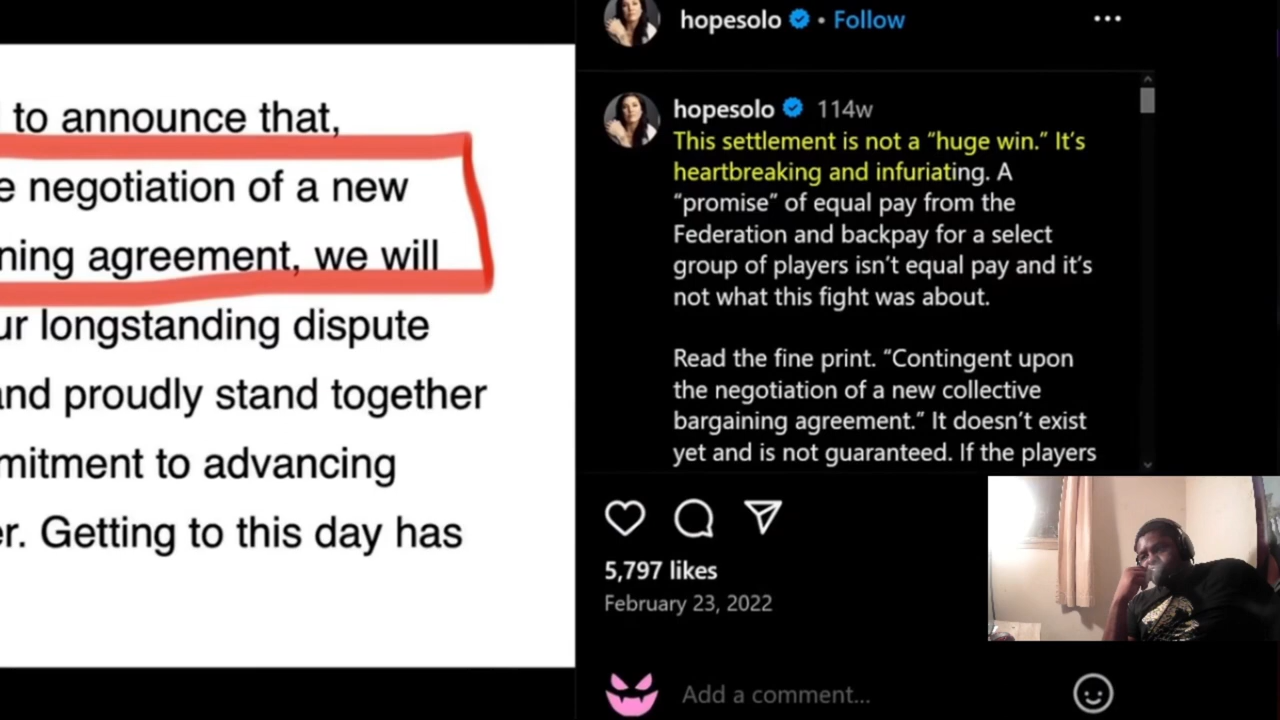 to announce that,
e negotiation of a new
ning agreement, we will
ur longstanding dispute
and proudly stand together
mitment to advancing
r. Getting to this day has
hopesolo • Follow
hopesolo 114w
This settlement is not a “huge win.” It’s
heartbreaking and infuriating. A
“promise” of equal pay from the
Federation and backpay for a select
group of players isn’t equal pay and it’s
not what this fight was about.
Read the fine print. “Contingent upon
the negotiation of a new collective
bargaining agreement.” It doesn’t exist
yet and is not guaranteed. If the players
5,797 likes
February 23, 2022
Add a comment...